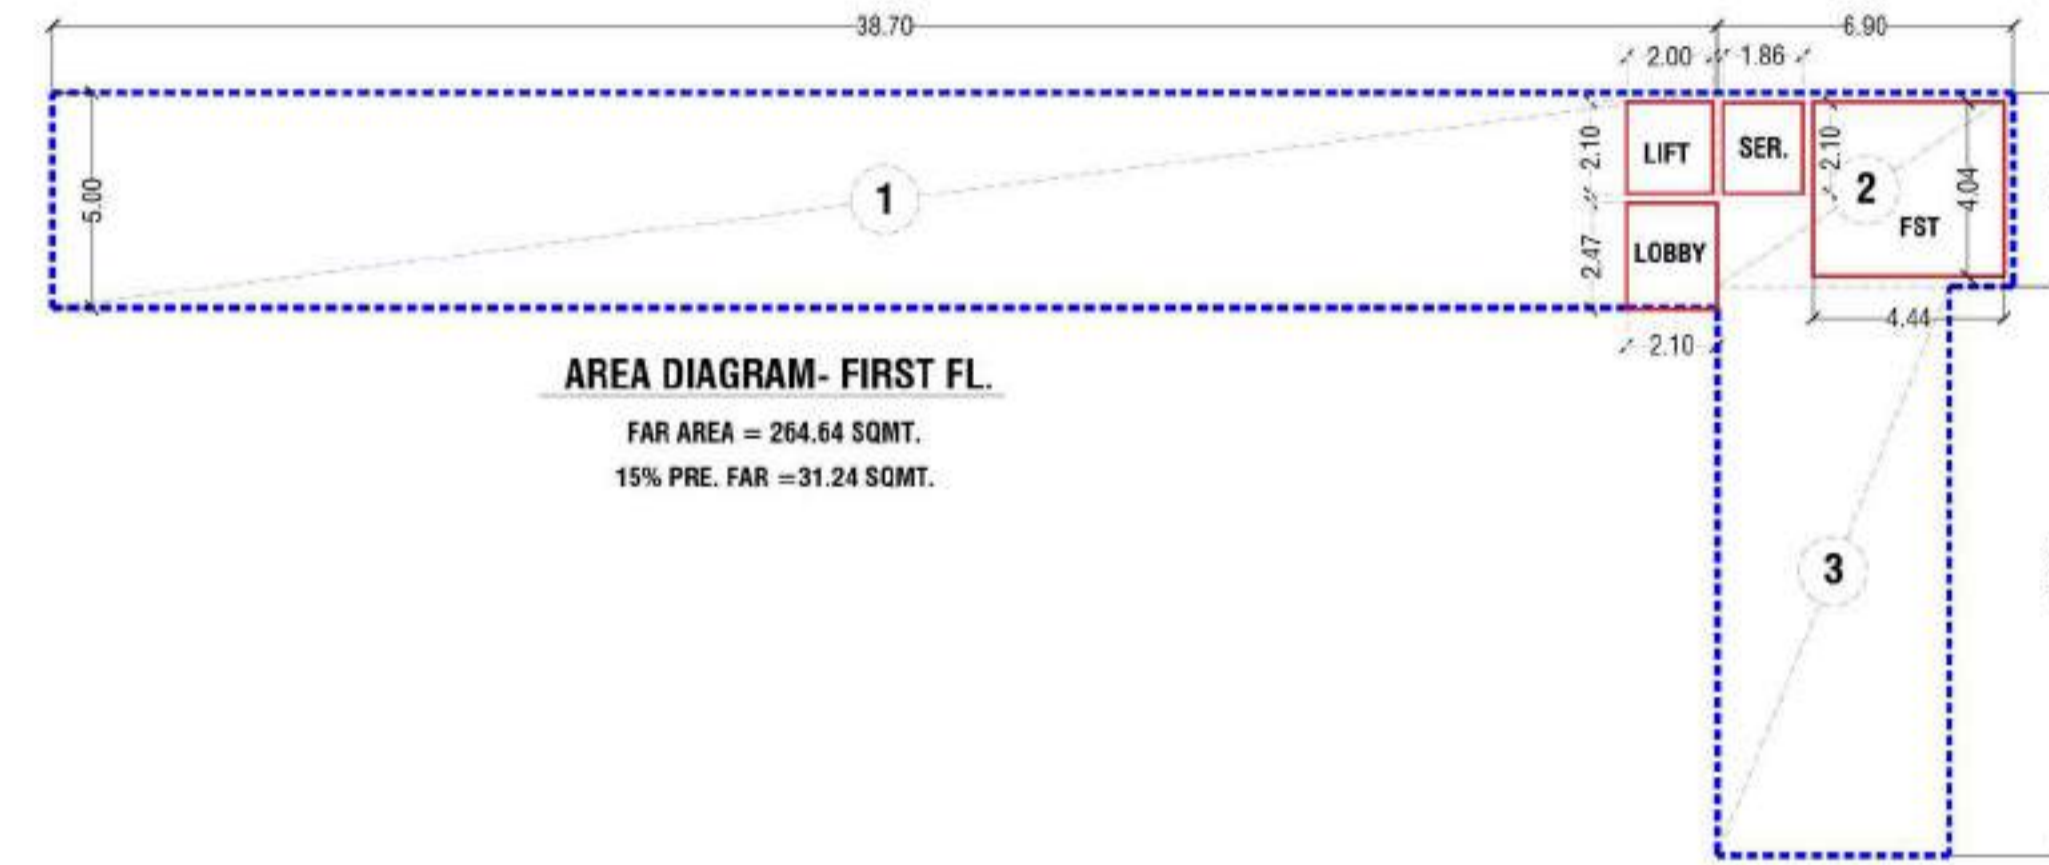 38.70
6.90
2.00
1.86
5.00
1
2.10
LIFT
SER.
2.10
2
4.04
FST
2.47
LOBBY
4.44
2.10
AREA DIAGRAM- FIRST FL.
FAR AREA = 264.64 SQMT.
15% PRE. FAR =31.24 SQMT.
3